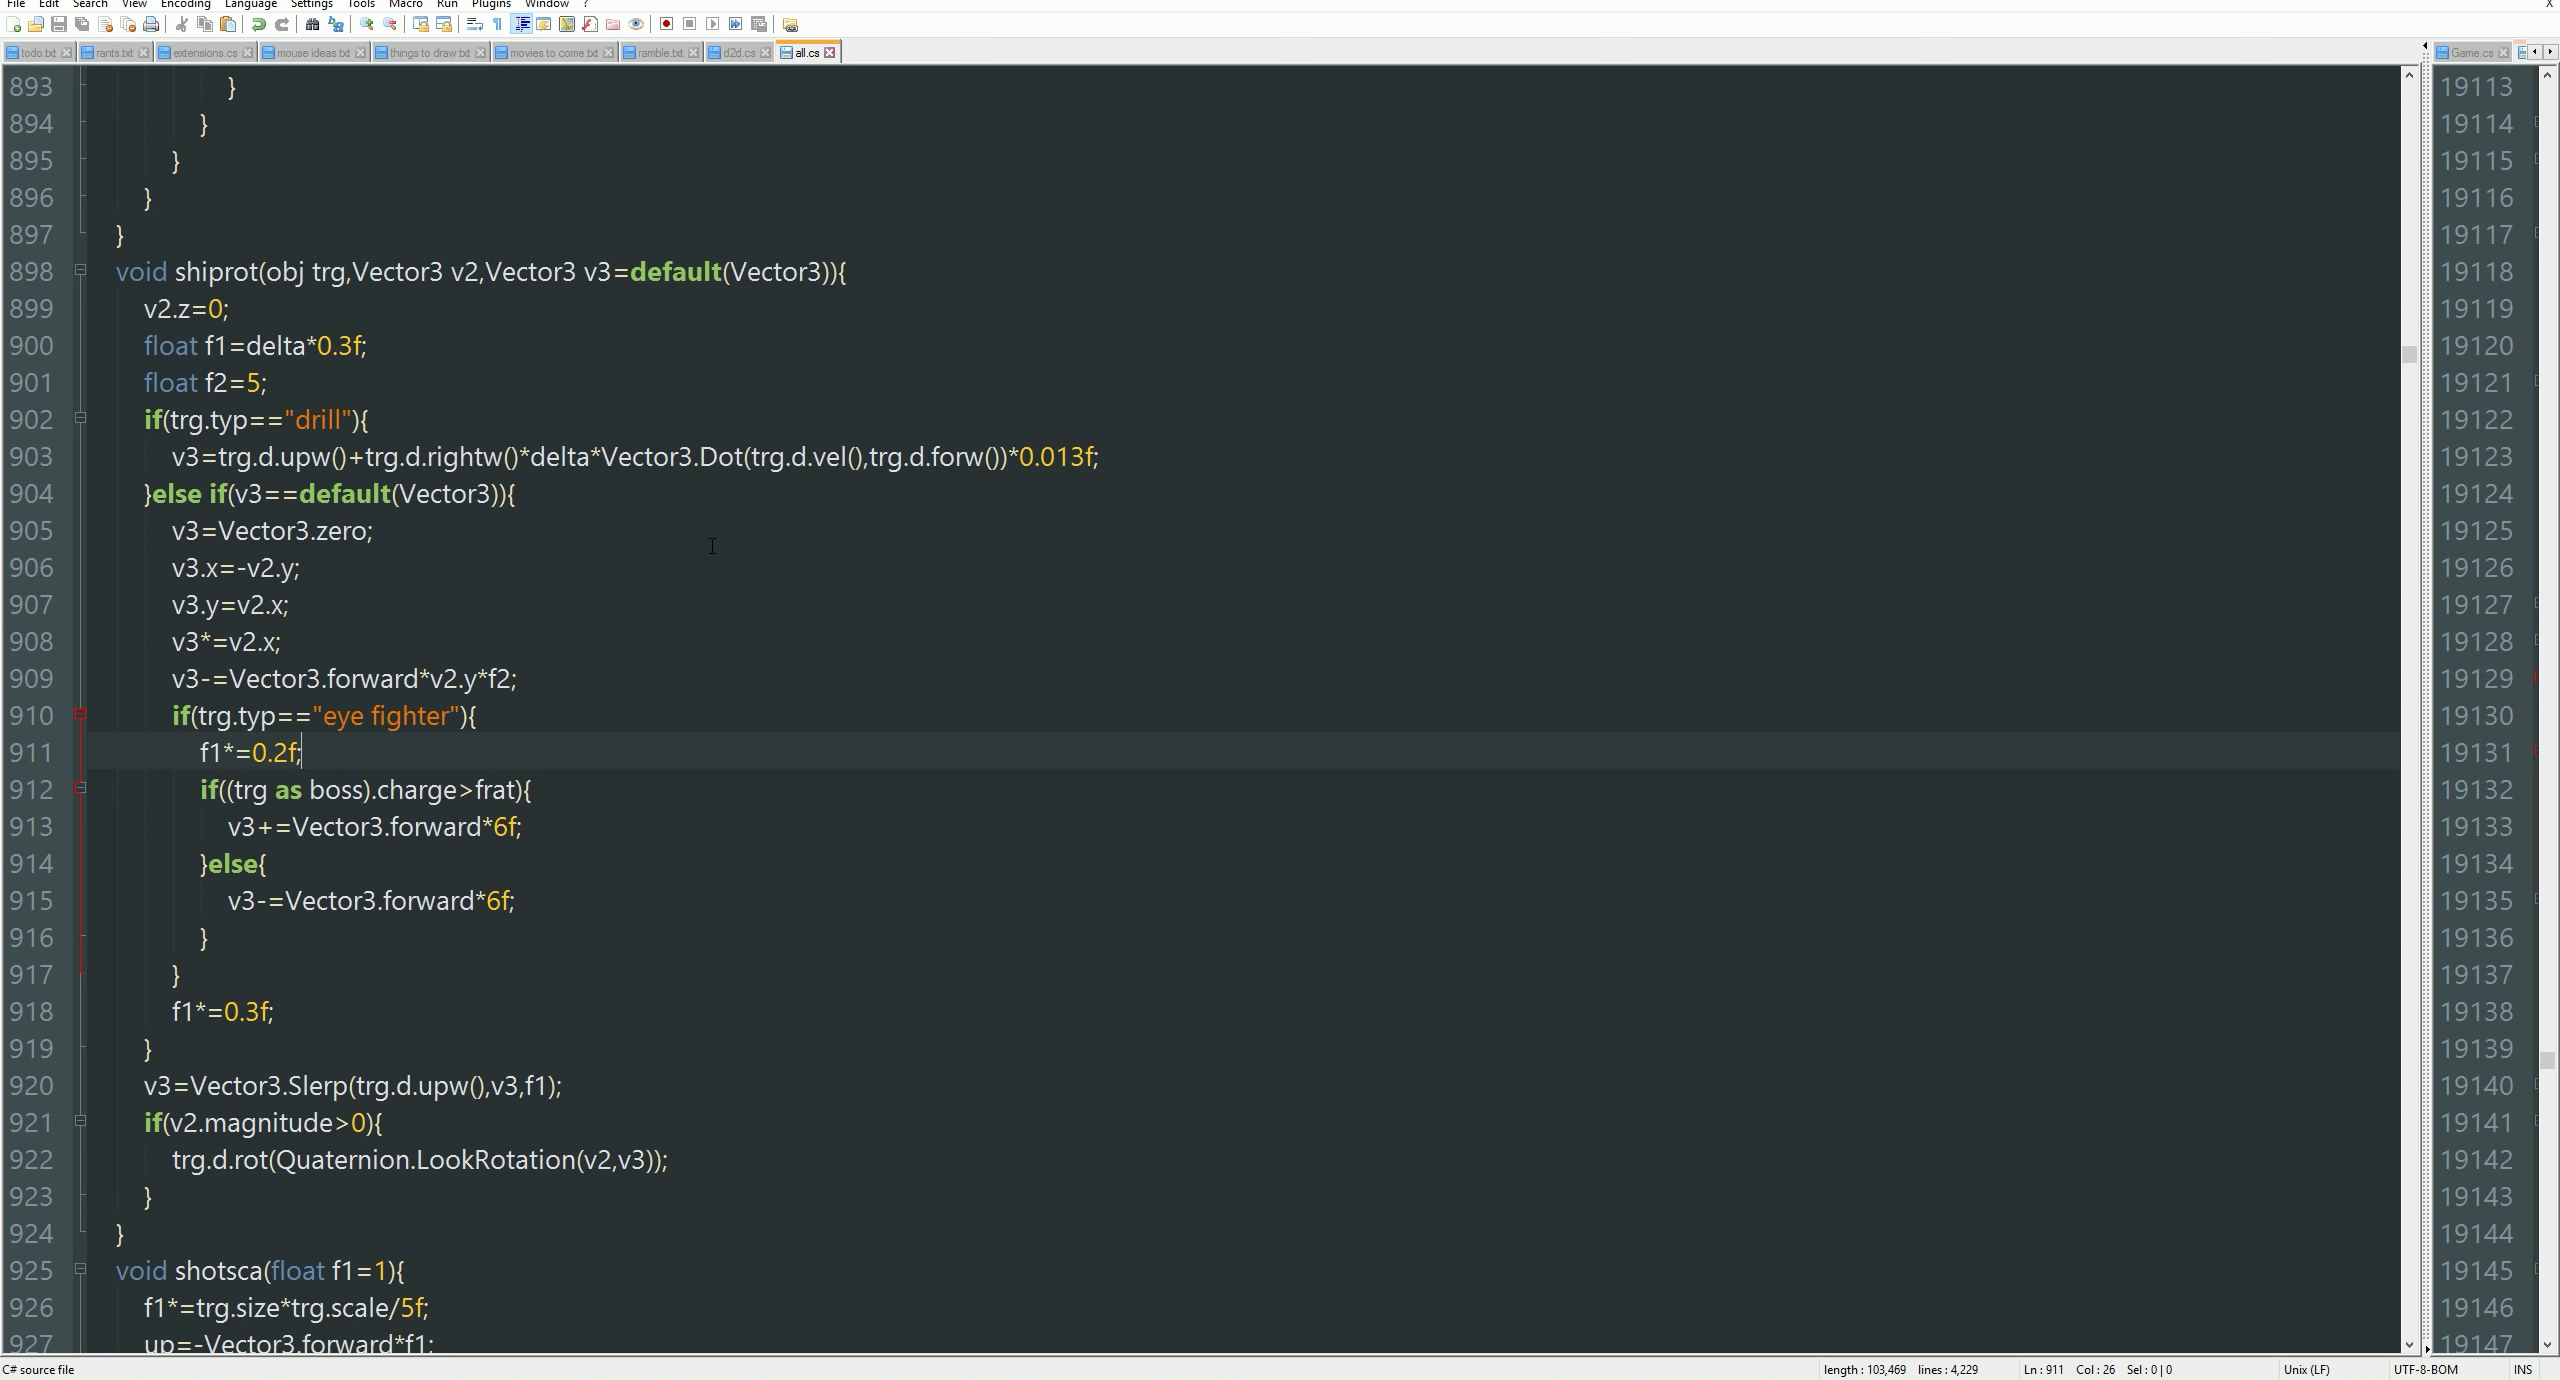 File Edit Search View Encoding Language Settings Tools Macro Run Plugins Window ? X
todo.txt rants.txt extensions.cs mouse ideas.txt things to draw.txt movies to come.txt ramble.txt d2d.cs all.cs Game.cs
893 }
894 }
895 }
896 }
897 }
898 void shiprot(obj trg,Vector3 v2,Vector3 v3=default(Vector3)){
899 v2.z=0;
900 float f1=delta*0.3f;
901 float f2=5;
902 if(trg.typ=="drill"){
903 v3=trg.d.upw()+trg.d.rightw()*delta*Vector3.Dot(trg.d.vel(),trg.d.forw())*0.013f;
904 }else if(v3==default(Vector3)){
905 v3=Vector3.zero;
906 v3.x=-v2.y;
907 v3.y=v2.x;
908 v3*=v2.x;
909 v3-=Vector3.forward*v2.y*f2;
910 if(trg.typ=="eye fighter"){
911 f1*=0.2f;
912 if((trg as boss).charge>frat){
913 v3+=Vector3.forward*6f;
914 }else{
915 v3-=Vector3.forward*6f;
916 }
917 }
918 f1*=0.3f;
919 }
920 v3=Vector3.Slerp(trg.d.upw(),v3,f1);
921 if(v2.magnitude>0){
922 trg.d.rot(Quaternion.LookRotation(v2,v3));
923 }
924 }
925 void shotsca(float f1=1){
926 f1*=trg.size*trg.scale/5f;
927 up=-Vector3.forward*f1;
19113
19114
19115
19116
19117
19118
19119
19120
19121
19122
19123
19124
19125
19126
19127
19128
19129
19130
19131
19132
19133
19134
19135
19136
19137
19138
19139
19140
19141
19142
19143
19144
19145
19146
19147
C# source file length : 103,469 lines : 4,229 Ln : 911 Col : 26 Sel : 0 | 0 Unix (LF) UTF-8-BOM INS